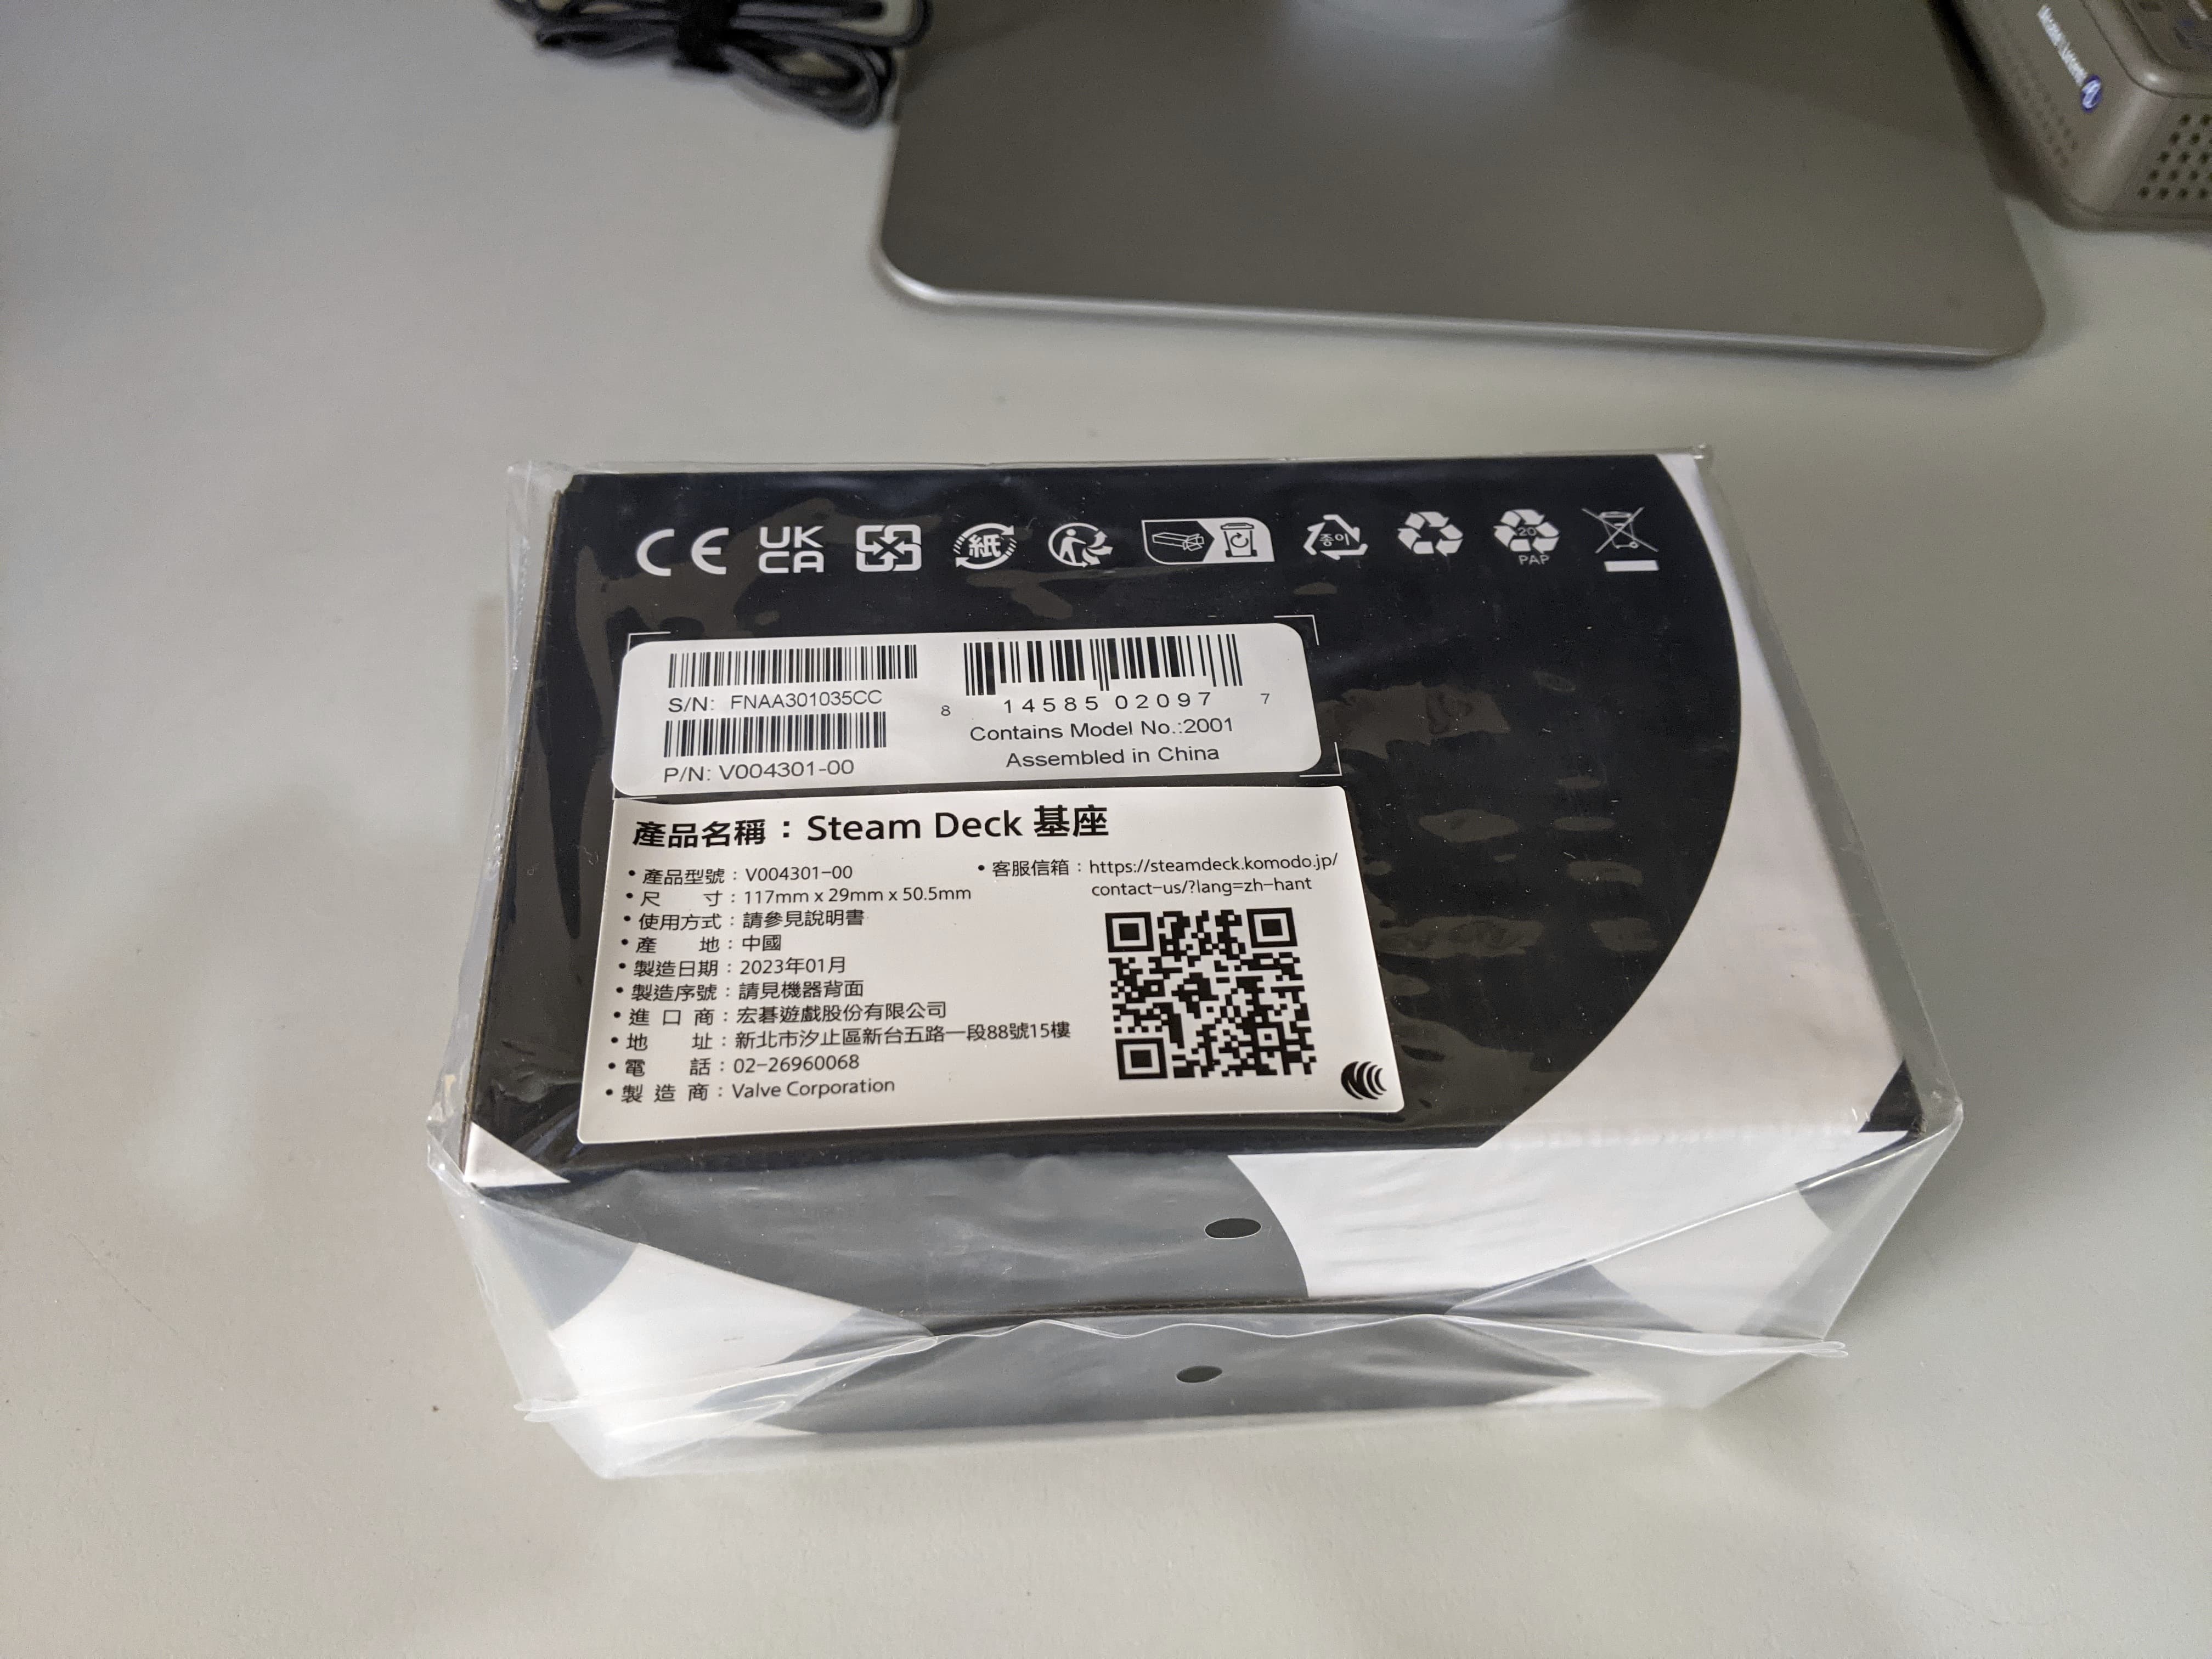 CE
UK
CA
紙
종이
20
PAP
S/N: FNAA301035CC
P/N: V004301-00
8 14585 02097 7
Contains Model No.:2001
Assembled in China
產品名稱：Steam Deck 基座
• 產品型號：V004301-00
• 尺 寸：117mm x 29mm x 50.5mm
• 使用方式：請參見說明書
• 產 地：中國
• 製造日期：2023年01月
• 製造序號：請見機器背面
• 進口商：宏碁遊戲股份有限公司
• 地 址：新北市汐止區新台五路一段88號15樓
• 電 話：02-26960068
• 製造商：Valve Corporation
• 客服信箱：https://steamdeck.komodo.jp/
contact-us/?lang=zh-hant